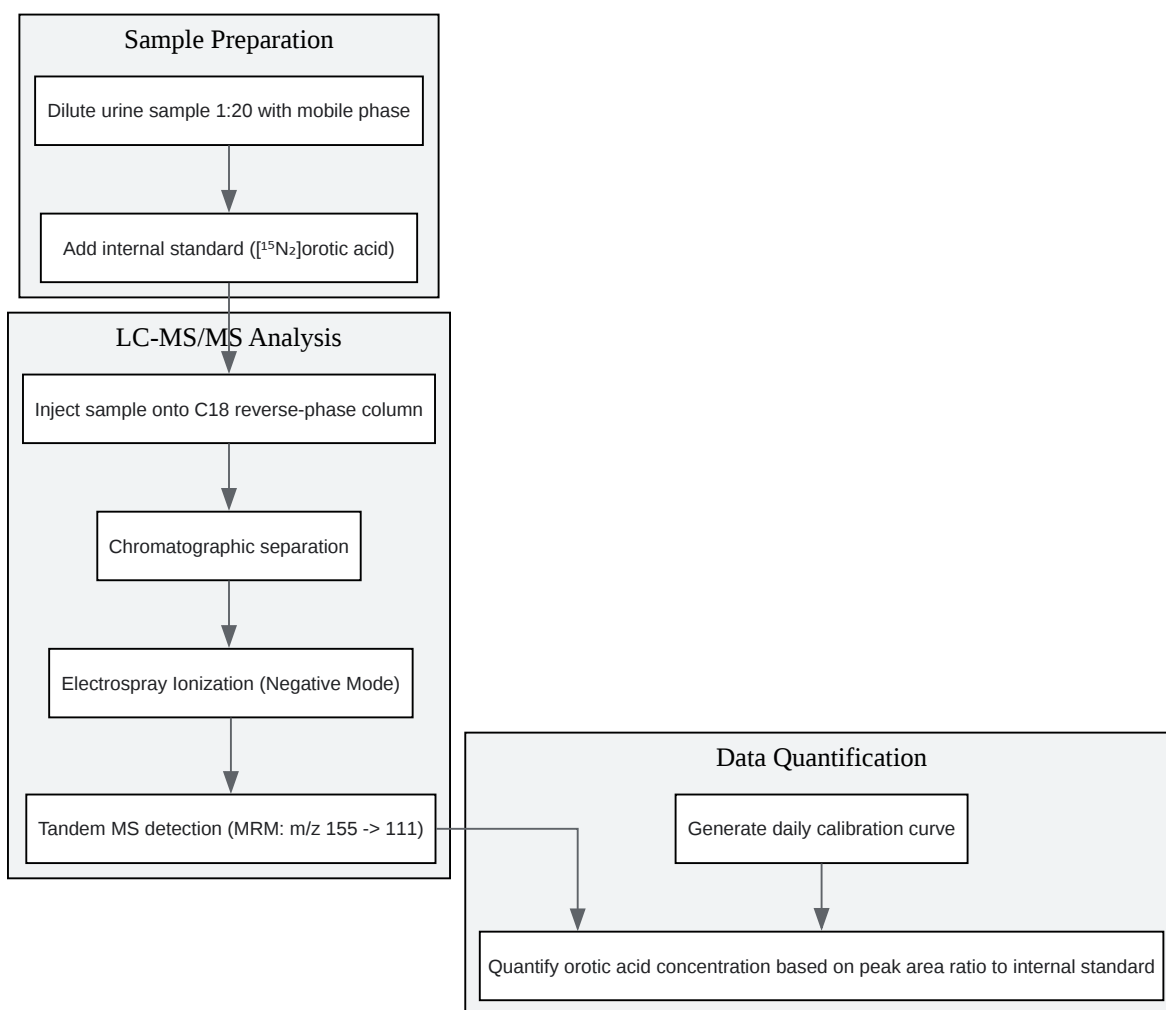 Sample Preparation
Dilute urine sample 1:20 with mobile phase
Add internal standard ([¹⁵N₂]orotic acid)
LC-MS/MS Analysis
Inject sample onto C18 reverse-phase column
Chromatographic separation
Electrospray Ionization (Negative Mode)
Tandem MS detection (MRM: m/z 155 -> 111)
Data Quantification
Generate daily calibration curve
Quantify orotic acid concentration based on peak area ratio to internal standard